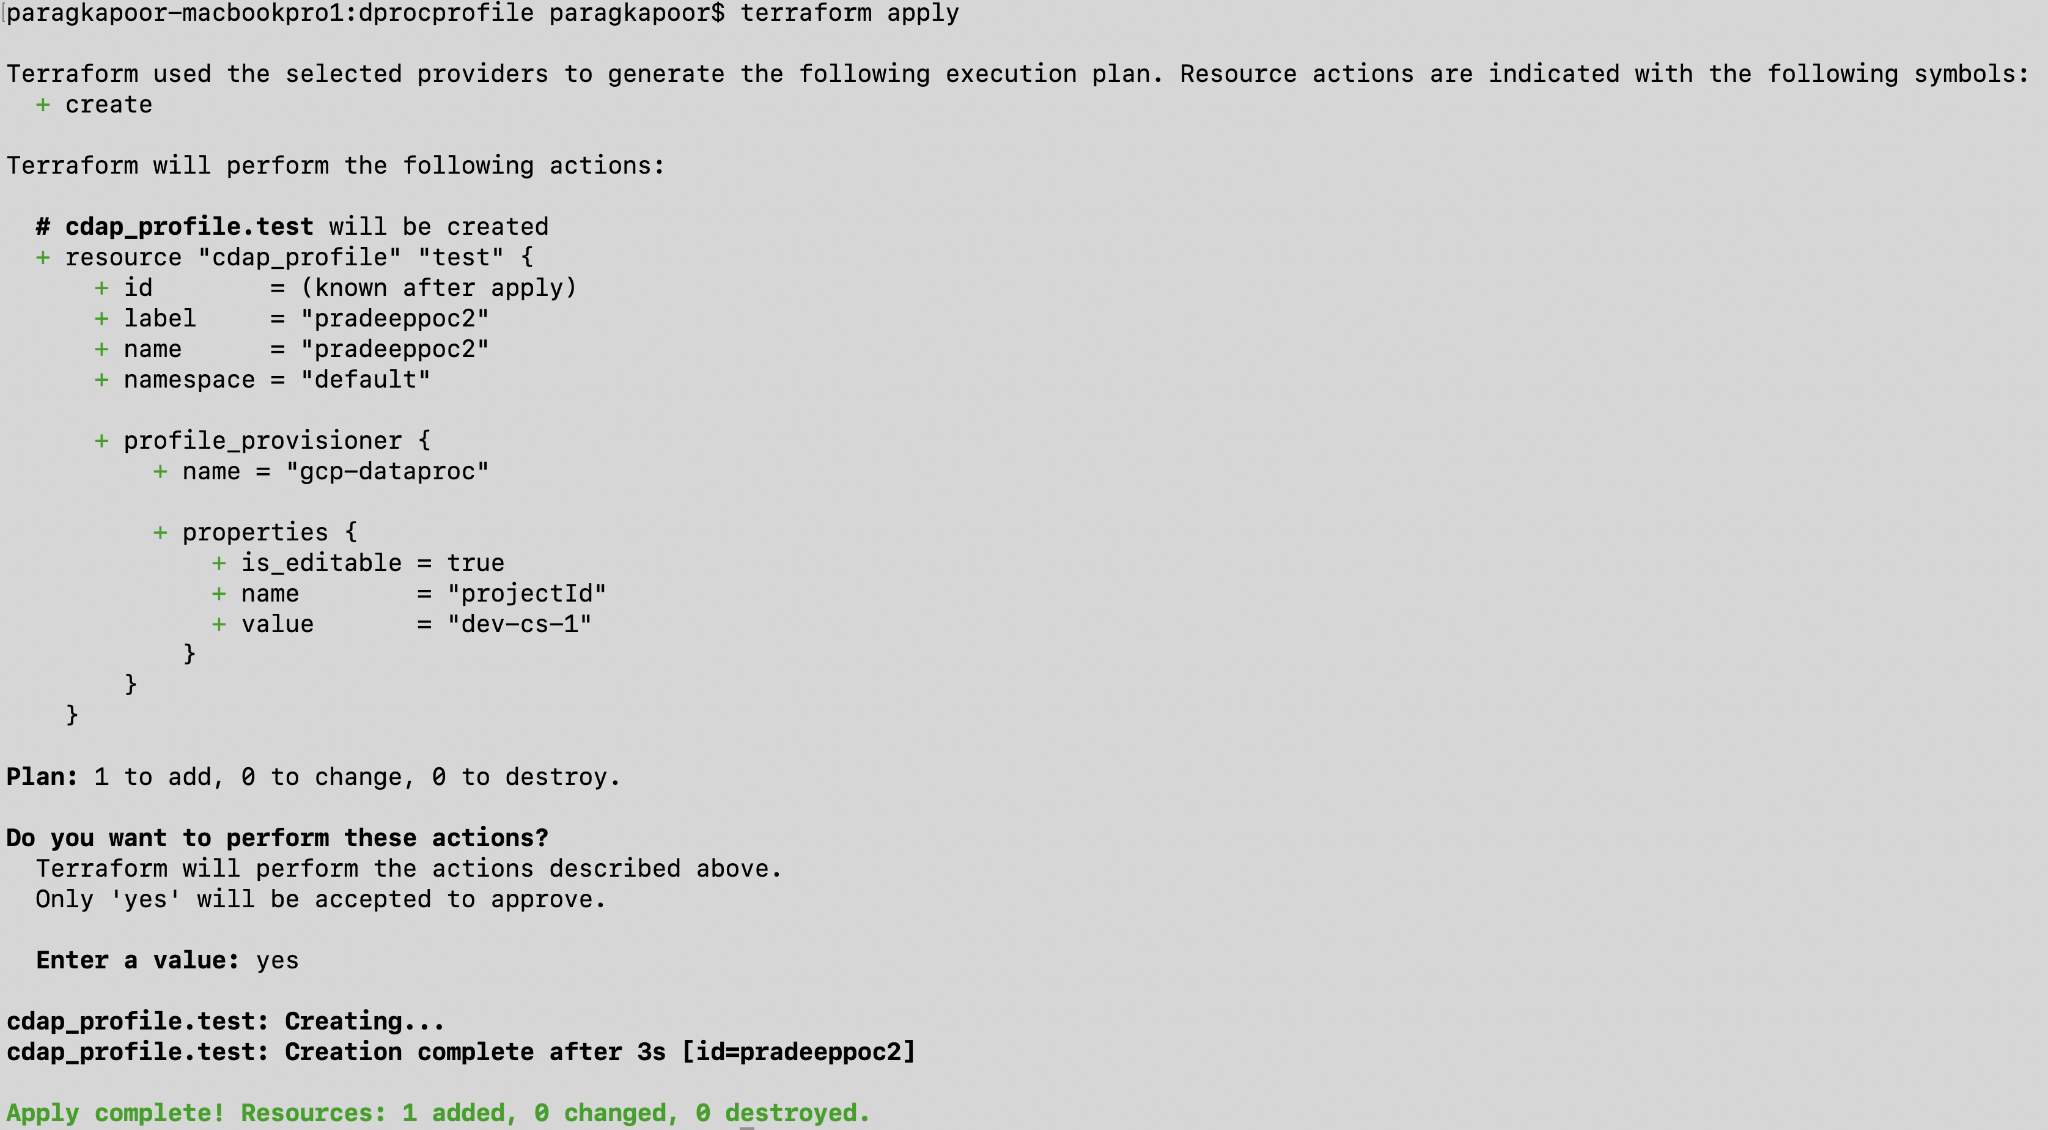 paragkapoor-macbookpro1:dprocprofile paragkapoor$ terraform apply
Terraform used the selected providers to generate the following execution plan. Resource actions are indicated with the following symbols:
+ create
Terraform will perform the following actions:
# cdap_profile.test will be created
+ resource "cdap_profile" "test" {
+ id        = (known after apply)
+ label     = "pradeeppoc2"
+ name      = "pradeeppoc2"
+ namespace = "default"
+ profile_provisioner {
+ name = "gcp-dataproc"
+ properties {
+ is_editable = true
+ name        = "projectId"
+ value       = "dev-cs-1"
}
}
}
Plan: 1 to add, 0 to change, 0 to destroy.
Do you want to perform these actions?
Terraform will perform the actions described above.
Only 'yes' will be accepted to approve.
Enter a value: yes
cdap_profile.test: Creating...
cdap_profile.test: Creation complete after 3s [id=pradeeppoc2]
Apply complete! Resources: 1 added, 0 changed, 0 destroyed.